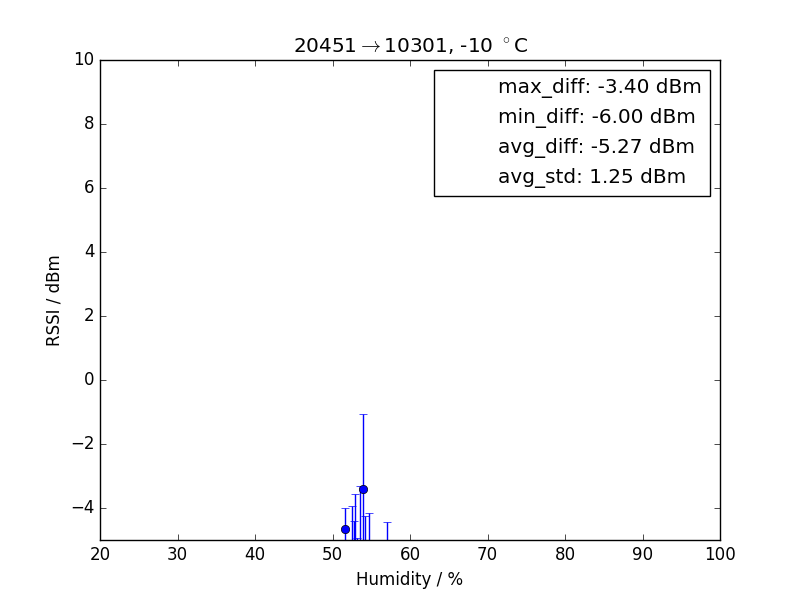 20451→10301, -10 °C
max_diff: -3.40 dBm
min_diff: -6.00 dBm
avg_diff: -5.27 dBm
avg_std: 1.25 dBm
RSSI / dBm
10
8
6
4
2
0
−2
−4
20 30 40 50 60 70 80 90 100
Humidity / %